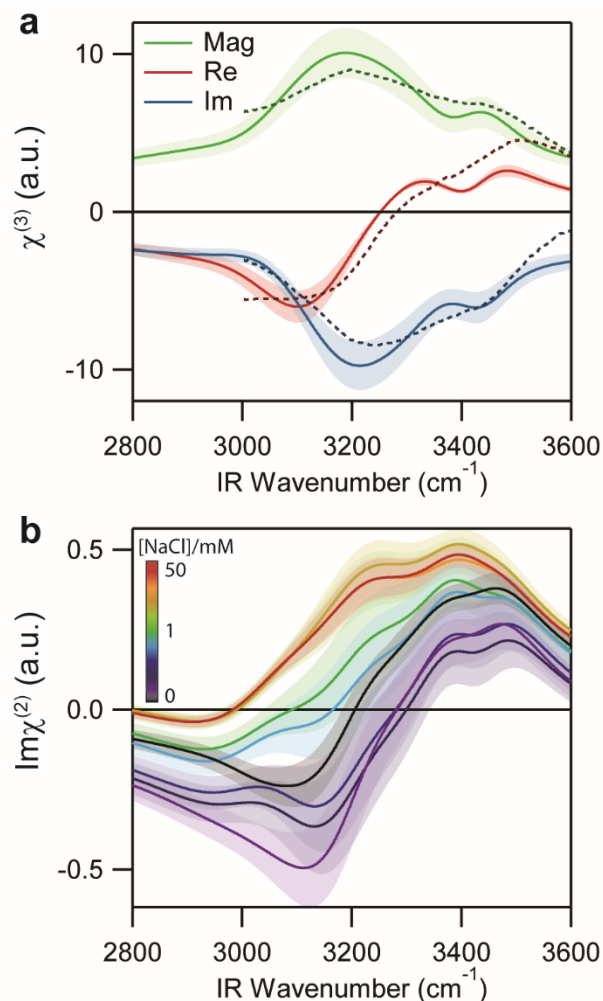 a
10
Mag
Re
Im
χ(3) (a.u.)
0
-10
2800 3000 3200 3400 3600
IR Wavenumber (cm-1)
b
[NaCl]/mM
50
1
0
0.5
Imχ(2) (a.u.)
0.0
-0.5
2800 3000 3200 3400 3600
IR Wavenumber (cm-1)